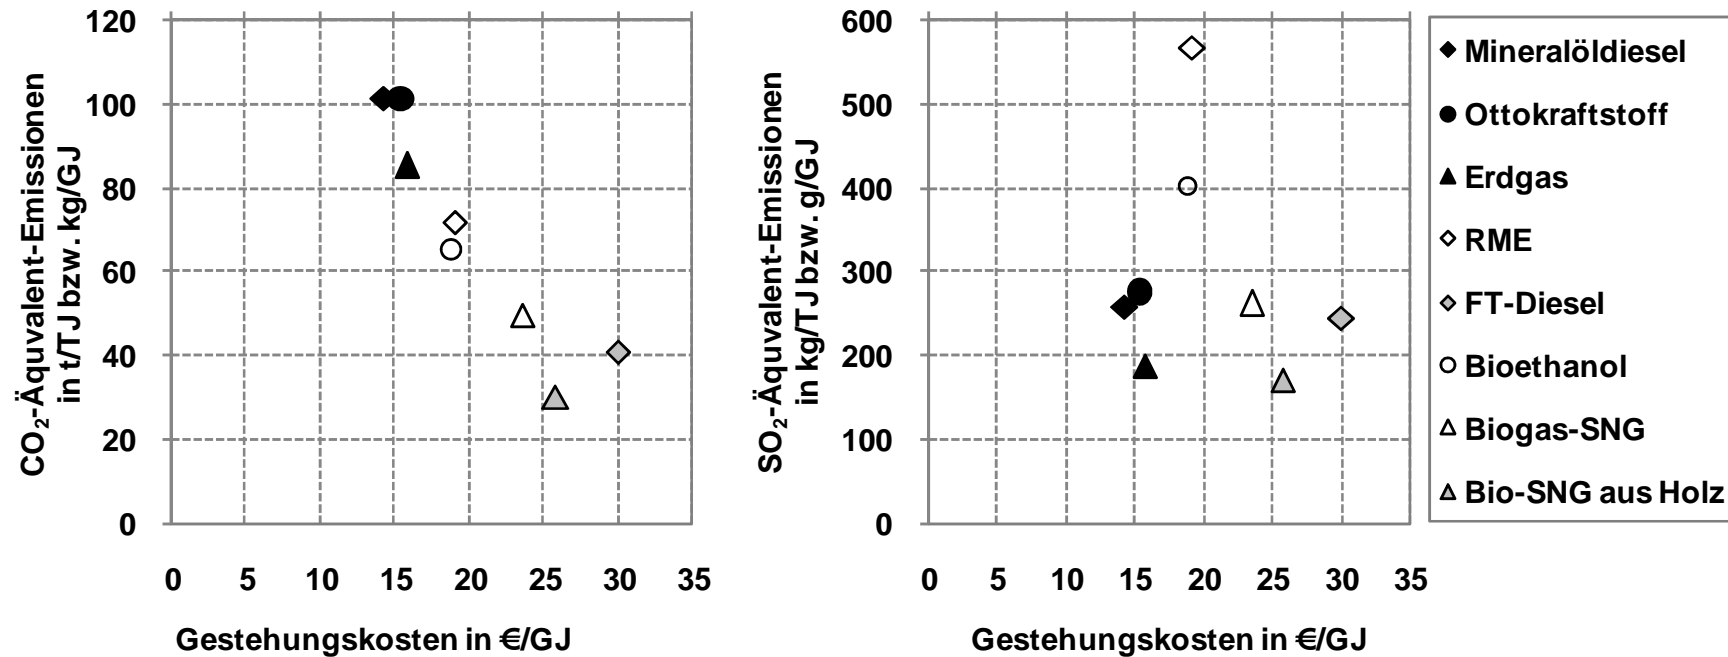 CO₂-Äquvalent-Emissionen
in t/TJ bzw. kg/GJ
120
100
80
60
40
20
0
0 5 10 15 20 25 30 35
Gestehungskosten in €/GJ
SO₂-Äquvalent-Emissionen
in kg/TJ bzw. g/GJ
600
500
400
300
200
100
0
0 5 10 15 20 25 30 35
Gestehungskosten in €/GJ
Mineralöldiesel
Ottokraftstoff
Erdgas
RME
FT-Diesel
Bioethanol
Biogas-SNG
Bio-SNG aus Holz